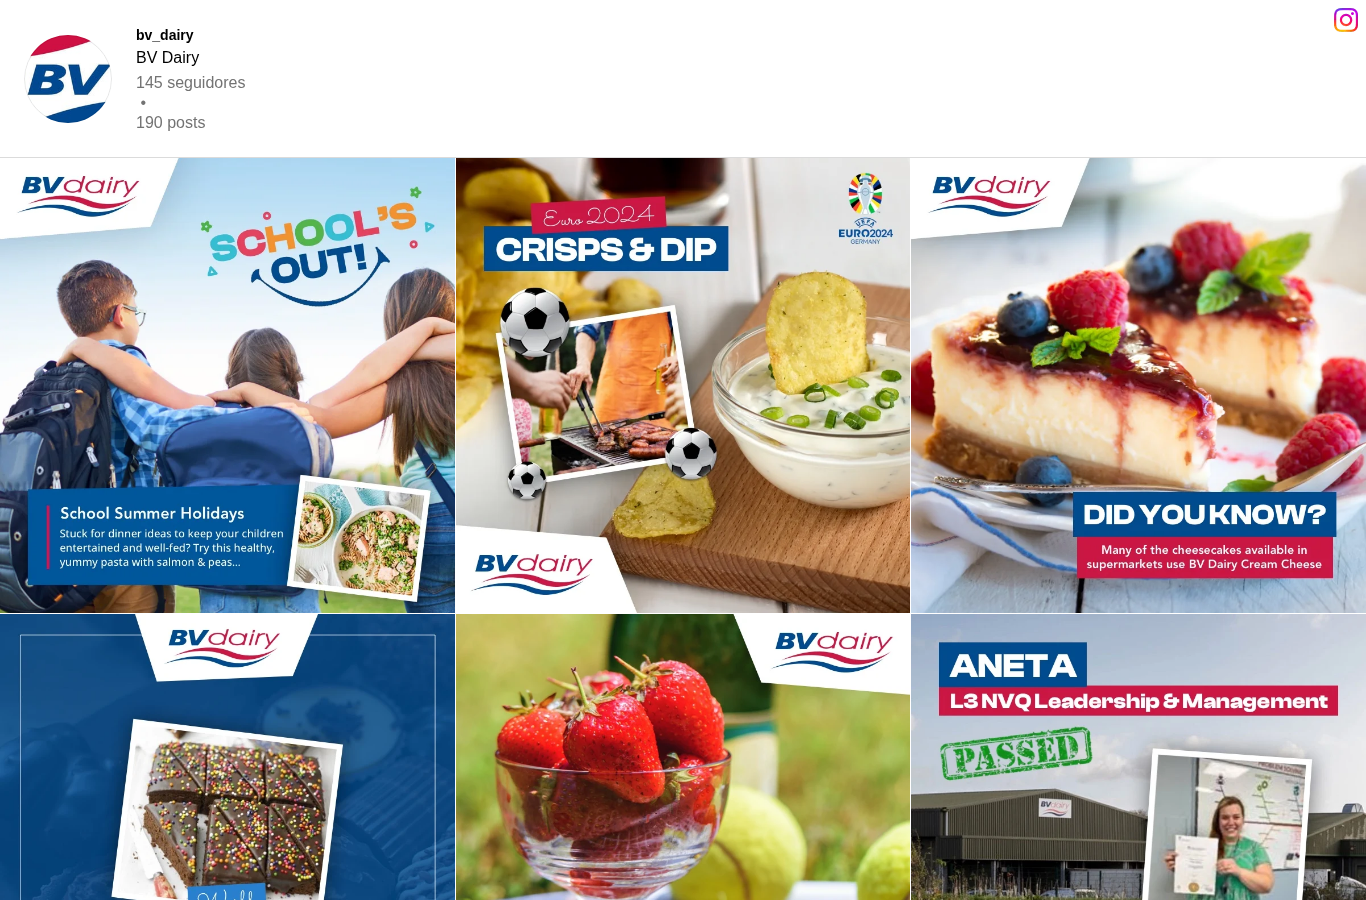 bv_dairy
BV Dairy
145 seguidores
•
190 posts
BV
BVdairy
SCHOOL'S
OUT!
School Summer Holidays
Stuck for dinner ideas to keep your children
entertained and well-fed? Try this healthy,
yummy pasta with salmon & peas...
Euro 2024
CRISPS & DIP
UEFA
EURO2024
GERMANY
BVdairy
BVdairy
DID YOU KNOW?
Many of the cheesecakes available in
supermarkets use BV Dairy Cream Cheese
BVdairy
BVdairy
ANETA
L3 NVQ Leadership & Management
PASSED
BVdairy